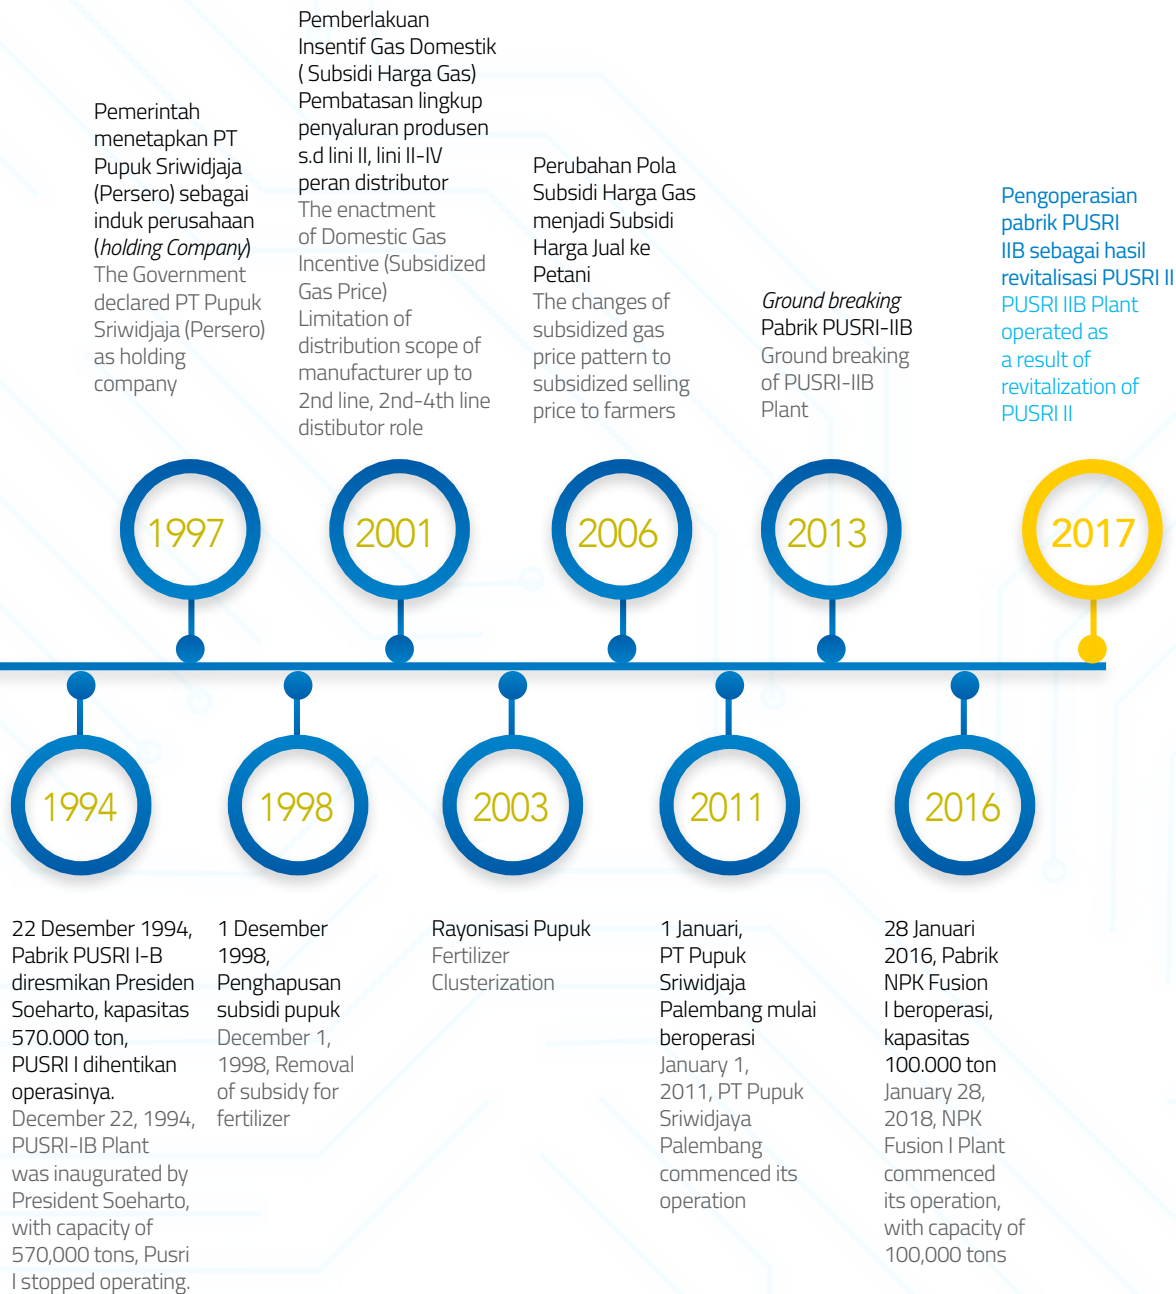 Pemerintah
menetapkan PT
Pupuk Sriwidjaja
(Persero) sebagai
induk perusahaan
(holding Company)
The Government
declared PT Pupuk
Sriwidjaja (Persero)
as holding
company
Pemberlakuan
Insentif Gas Domestik
( Subsidi Harga Gas)
Pembatasan lingkup
penyaluran produsen
s.d lini II, lini II-IV
peran distributor
The enactment
of Domestic Gas
Incentive (Subsidized
Gas Price)
Limitation of
distribution scope of
manufacturer up to
2nd line, 2nd-4th line
distibutor role
Perubahan Pola
Subsidi Harga Gas
menjadi Subsidi
Harga Jual ke
Petani
The changes of
subsidized gas
price pattern to
subsidized selling
price to farmers
Ground breaking
Pabrik PUSRI-IIB
Ground breaking
of PUSRI-IIB
Plant
Pengoperasian
pabrik PUSRI
IIB sebagai hasil
revitalisasi PUSRI II
PUSRI IIB Plant
operated as
a result of
revitalization of
PUSRI II
1997
2001
2006
2013
2017
1994
1998
2003
2011
2016
22 Desember 1994,
Pabrik PUSRI I-B
diresmikan Presiden
Soeharto, kapasitas
570.000 ton,
PUSRI I dihentikan
operasinya.
December 22, 1994,
PUSRI-IB Plant
was inaugurated by
President Soeharto,
with capacity of
570,000 tons, Pusri
I stopped operating.
1 Desember
1998,
Penghapusan
subsidi pupuk
December 1,
1998, Removal
of subsidy for
fertilizer
Rayonisasi Pupuk
Fertilizer
Clusterization
1 Januari,
PT Pupuk
Sriwidjaja
Palembang mulai
beroperasi
January 1,
2011, PT Pupuk
Sriwidjaya
Palembang
commenced its
operation
28 Januari
2016, Pabrik
NPK Fusion
I beroperasi,
kapasitas
100.000 ton
January 28,
2018, NPK
Fusion I Plant
commenced
its operation,
with capacity of
100,000 tons